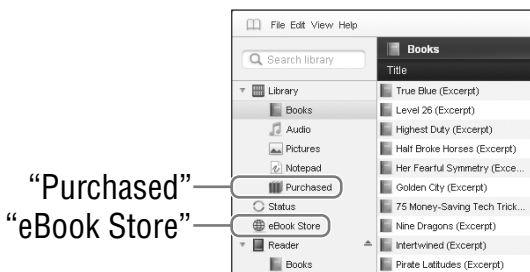 File Edit View Help
Search library
Library
Books
Audio
Pictures
Notepad
Purchased
Status
eBook Store
Reader
Books
Books
Title
True Blue (Excerpt)
Level 26 (Excerpt)
Highest Duty (Excerpt)
Half Broke Horses (Excerpt)
Her Fearful Symmetry (Exce...
Golden City (Excerpt)
75 Money-Saving Tech Trick...
Nine Dragons (Excerpt)
Intertwined (Excerpt)
Pirate Latitudes (Excerpt)
“Purchased”
“eBook Store”